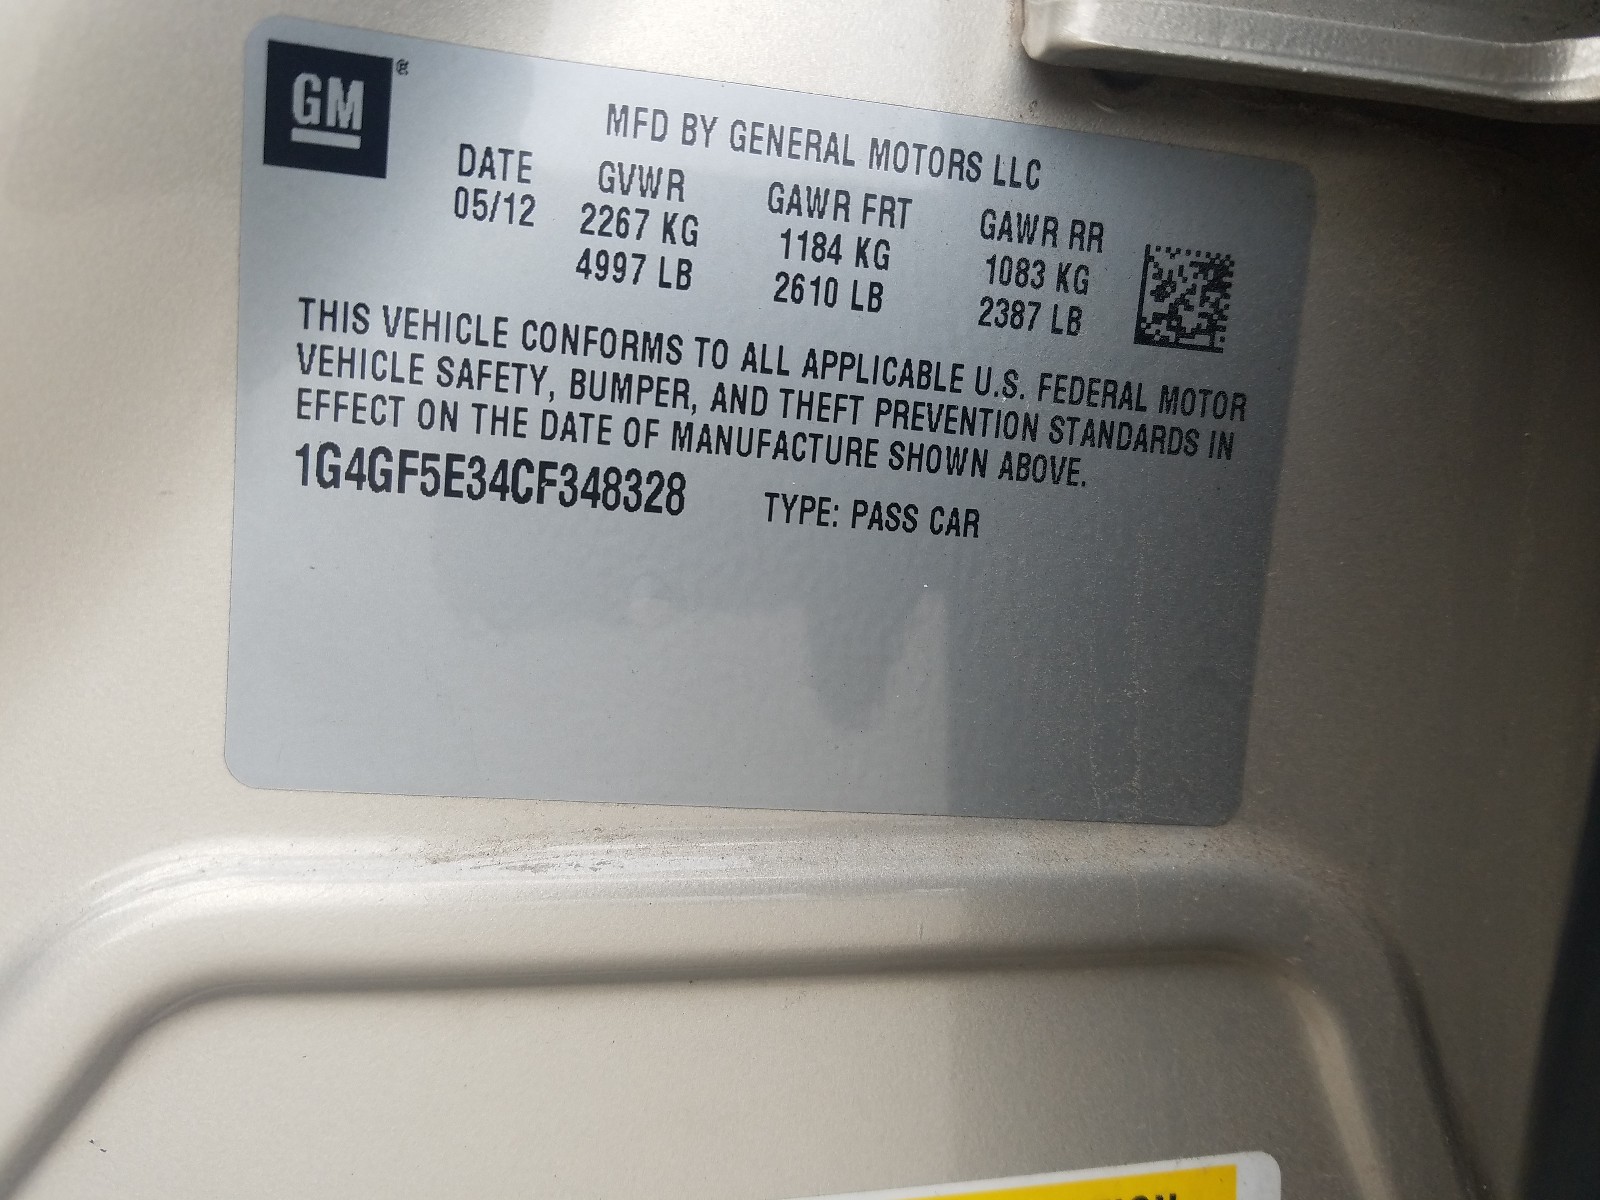 GM®
MFD BY GENERAL MOTORS LLC
DATE GVWR GAWR FRT GAWR RR
05/12 2267 KG 1184 KG 1083 KG
4997 LB 2610 LB 2387 LB
THIS VEHICLE CONFORMS TO ALL APPLICABLE U.S. FEDERAL MOTOR
VEHICLE SAFETY, BUMPER, AND THEFT PREVENTION STANDARDS IN
EFFECT ON THE DATE OF MANUFACTURE SHOWN ABOVE.
1G4GF5E34CF348328 TYPE: PASS CAR